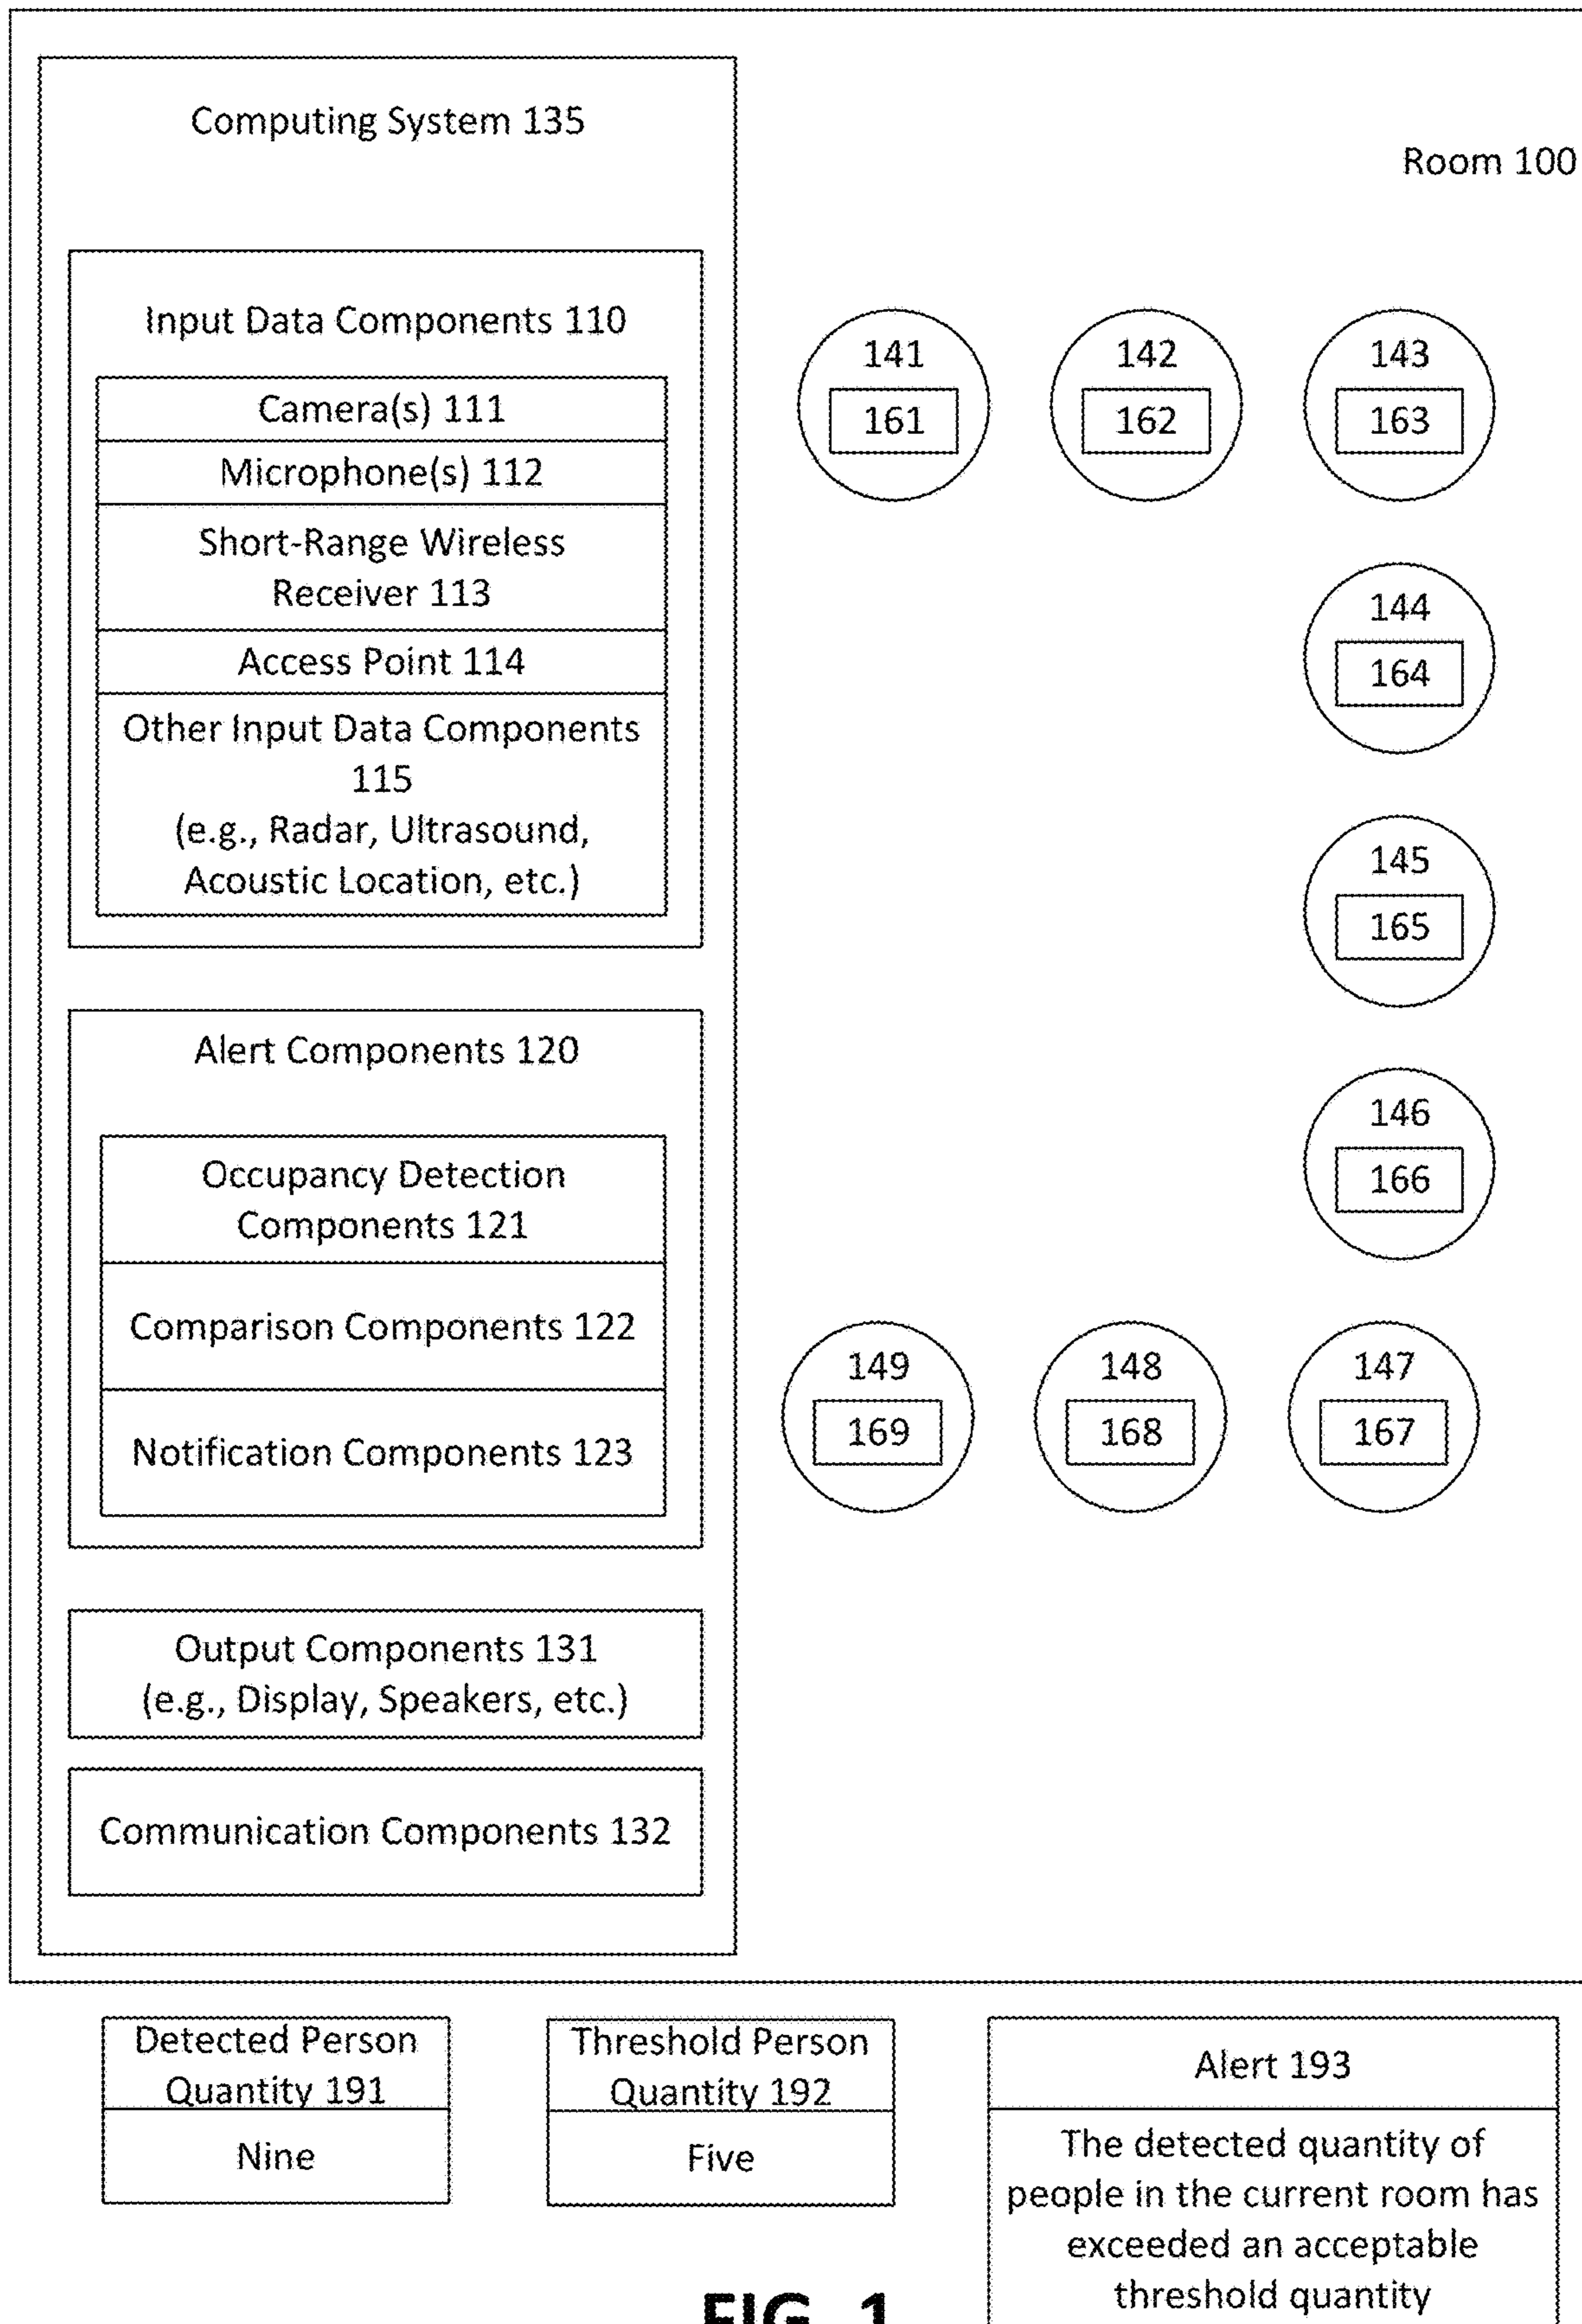 Computing System 135
Room 100
Input Data Components 110
Camera(s) 111
Microphone(s) 112
Short-Range Wireless
Receiver 113
Access Point 114
Other Input Data Components
115
(e.g., Radar, Ultrasound,
Acoustic Location, etc.)
141
161
142
162
143
163
144
164
145
165
146
166
149
169
148
168
147
167
Alert Components 120
Occupancy Detection
Components 121
Comparison Components 122
Notification Components 123
Output Components 131
(e.g., Display, Speakers, etc.)
Communication Components 132
Detected Person
Quantity 191
Nine
Threshold Person
Quantity 192
Five
Alert 193
The detected quantity of
people in the current room has
exceeded an acceptable
threshold quantity
FIG. 1